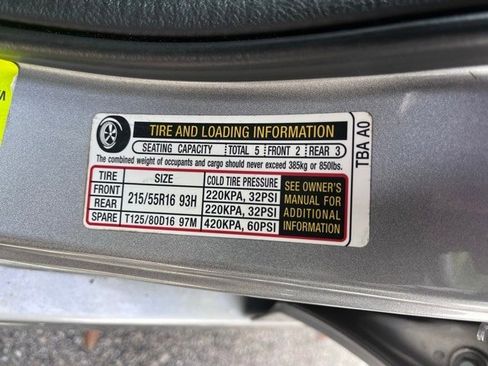 TIRE AND LOADING INFORMATION
SEATING CAPACITY TOTAL 5 FRONT 2 REAR 3
The combined weight of occupants and cargo should never exceed 385kg or 850lbs.
TIRE SIZE COLD TIRE PRESSURE
FRONT 215/55R16 93H 220KPA, 32PSI
REAR 220KPA, 32PSI
SPARE T125/80D16 97M 420KPA, 60PSI
SEE OWNER'S
MANUAL FOR
ADDITIONAL
INFORMATION
TBA AO